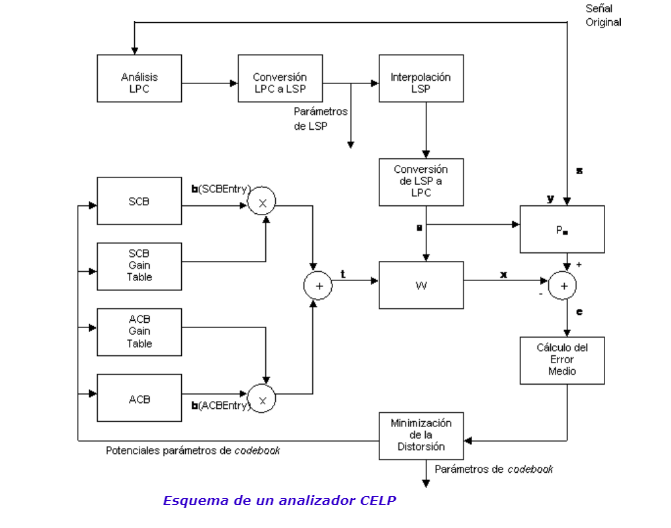 Señal
Original
Análisis
LPC
Conversión
LPC a LSP
Interpolación
LSP
Parámetros
de LSP
Conversión
de LSP a
LPC
s
y
a
Pa
SCB
b(SCBEntry)
X
SCB
Gain
Table
+
t
W
x
+
-
+
e
ACB
Gain
Table
Cálculo del
Error
Medio
ACB
b(ACBEntry)
X
Minimización
de la
Distorsión
Potenciales parámetros de codebook
Parámetros de codebook
Esquema de un analizador CELP